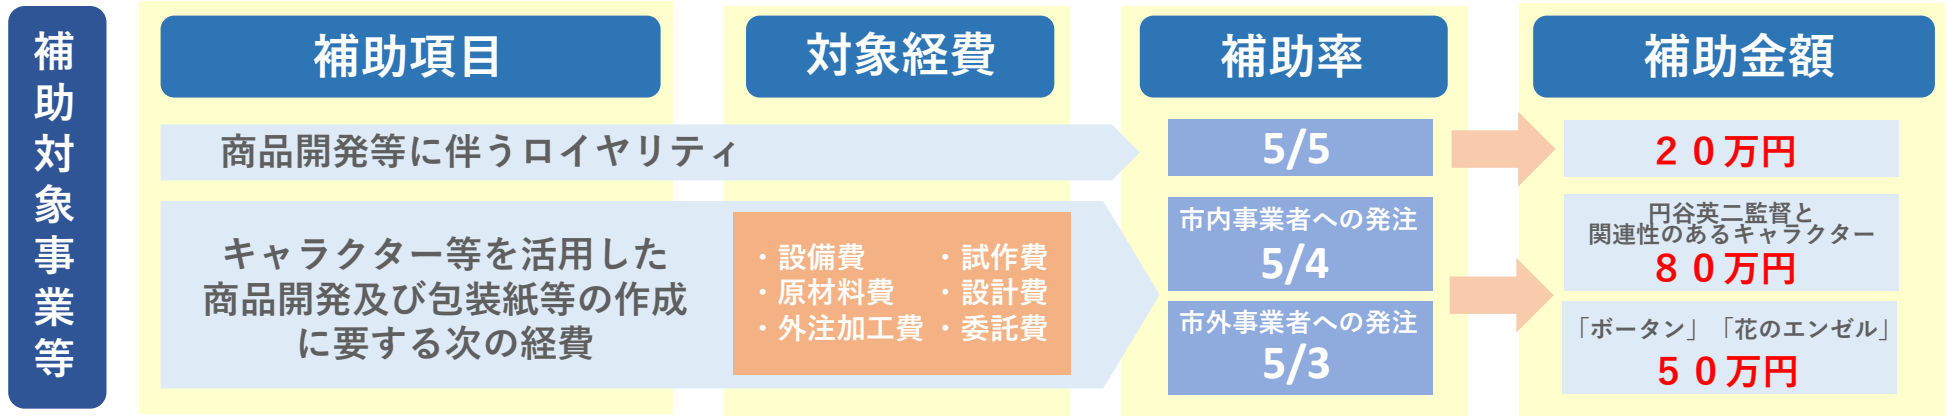 補助対象事業等
補助項目
対象経費
補助率
補助金額
商品開発等に伴うロイヤリティ
5/5
２０万円
キャラクター等を活用した
商品開発及び包装紙等の作成
に要する次の経費
・設備費 ・試作費
・原材料費 ・設計費
・外注加工費 ・委託費
市内事業者への発注
5/4
市外事業者への発注
5/3
円谷英二監督と
関連性のあるキャラクター
８０万円
「ボータン」「花のエンゼル」
５０万円